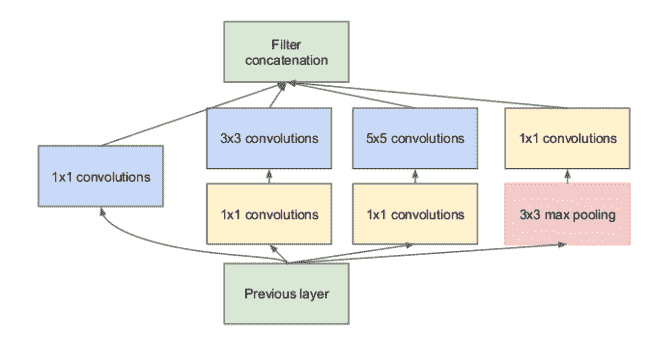 Filter
concatenation
3x3 convolutions
5x5 convolutions
1x1 convolutions
1x1 convolutions
1x1 convolutions
1x1 convolutions
3x3 max pooling
Previous layer